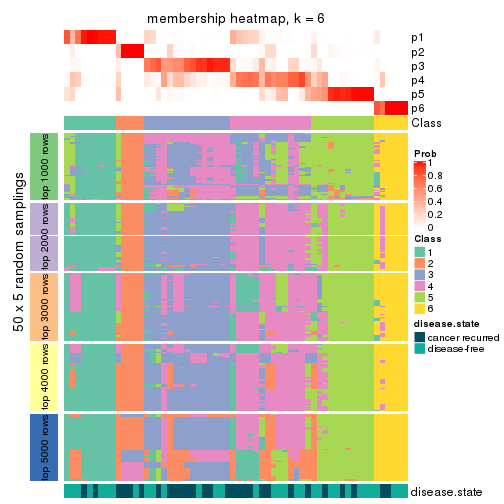 membership heatmap, k = 6
p1
p2
p3
p4
p5
p6
Class
50 x 5 random samplings
top 1000 rows
top 2000 rows
top 3000 rows
top 4000 rows
top 5000 rows
Prob
1
0.8
0.6
0.4
0.2
0
Class
1
2
3
4
5
6
disease.state
cancer recurred
disease-free
disease.state